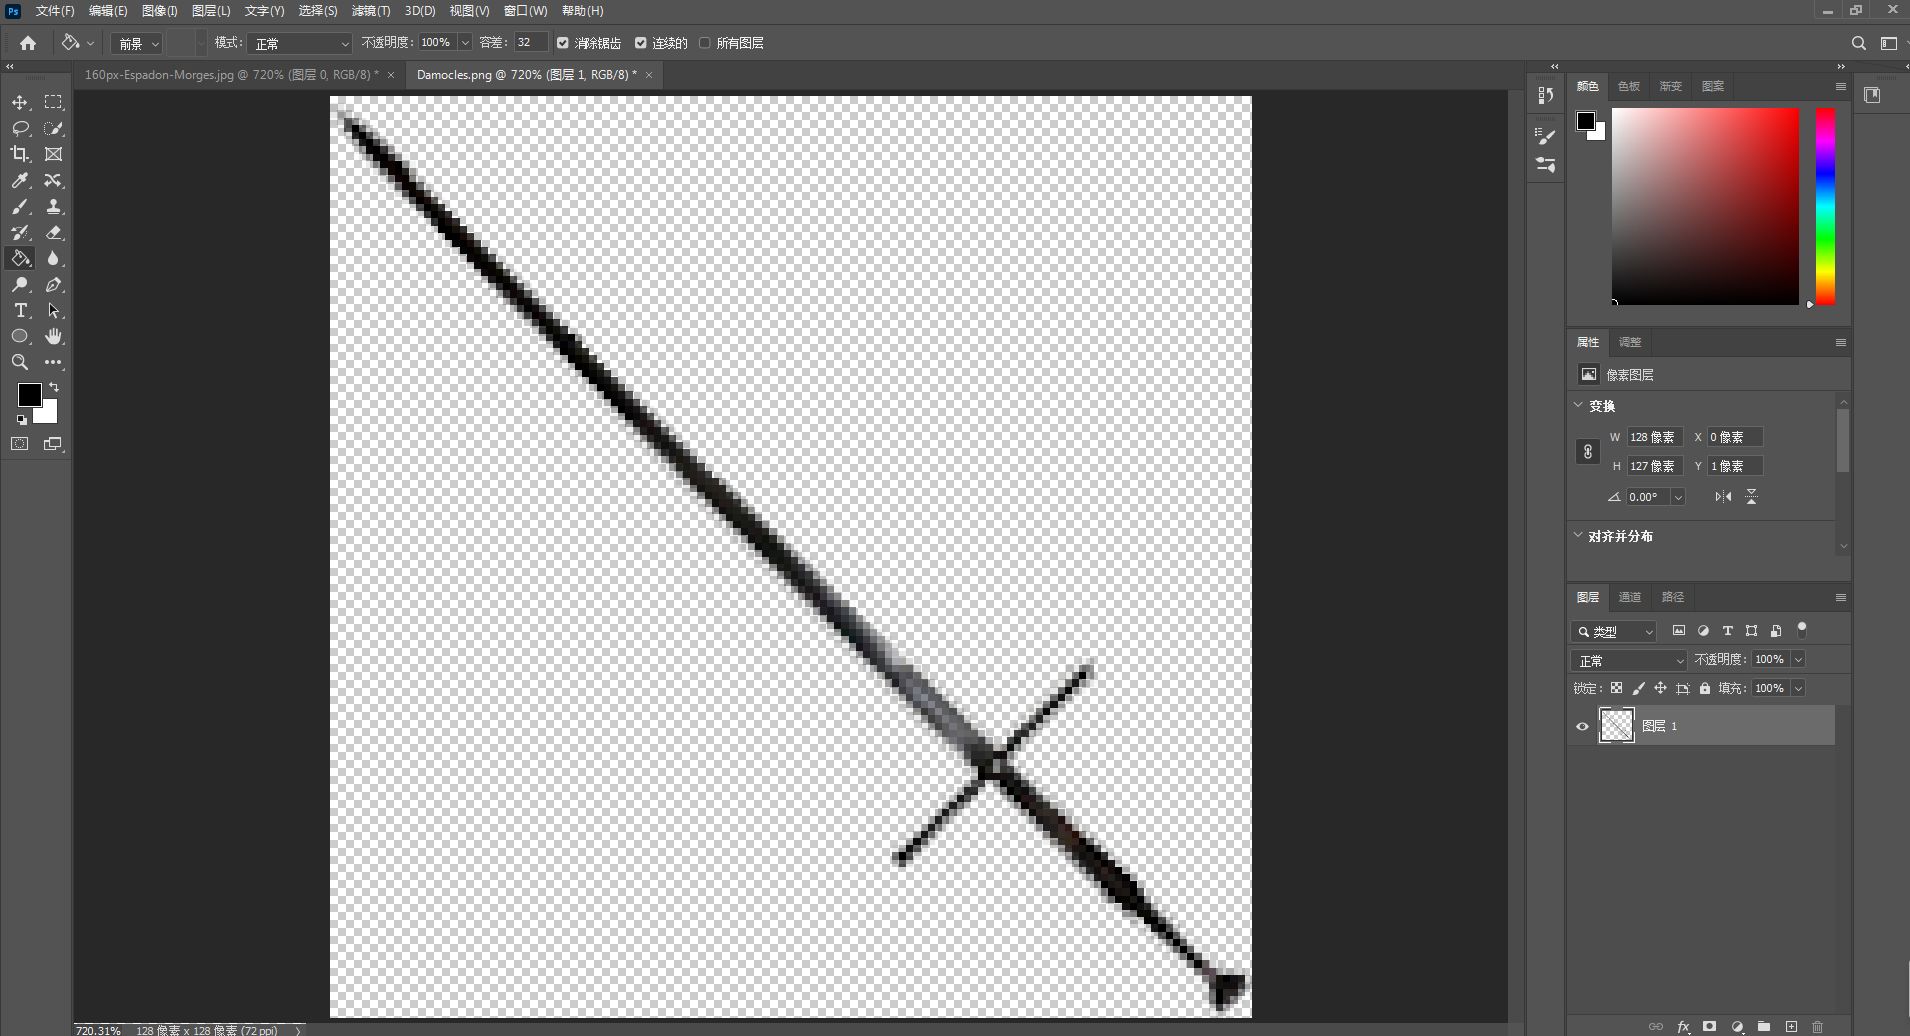 Ps 文件(F) 编辑(E) 图像(I) 图层(L) 文字(Y) 选择(S) 滤镜(T) 3D(D) 视图(V) 窗口(W) 帮助(H)
前景 模式: 正常 不透明度: 100% 容差: 32 消除锯齿 连续的 所有图层
160px-Espadon-Morges.jpg @ 720% (图层 0, RGB/8) * × Damocles.png @ 720% (图层 1, RGB/8) * ×
颜色 色板 渐变 图案
属性 调整
像素图层
变换
W 128 像素 X 0 像素
H 127 像素 Y 1 像素
0.00°
对齐并分布
图层 通道 路径
类型
正常 不透明度: 100%
锁定: 填充: 100%
图层 1
fx
720.31% 128 像素 x 128 像素 (72 ppi)